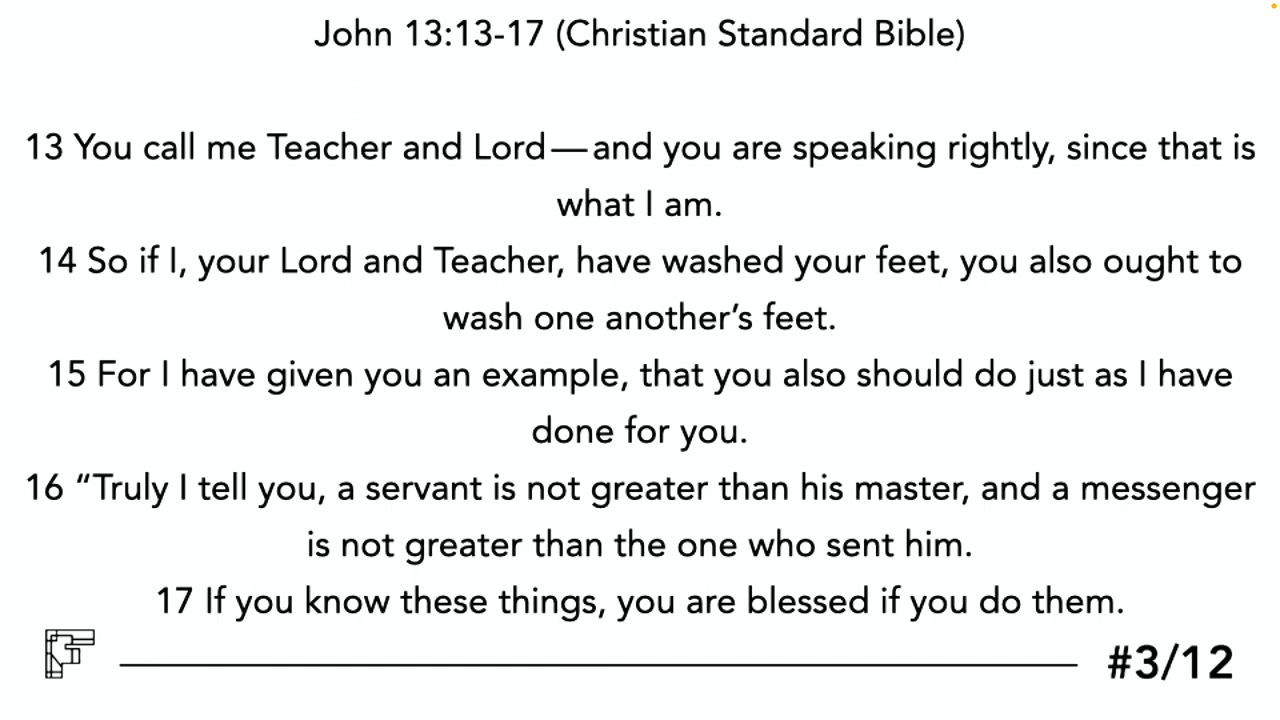 John 13:13-17 (Christian Standard Bible)
13 You call me Teacher and Lord—and you are speaking rightly, since that is
what I am.
14 So if I, your Lord and Teacher, have washed your feet, you also ought to
wash one another’s feet.
15 For I have given you an example, that you also should do just as I have
done for you.
16 “Truly I tell you, a servant is not greater than his master, and a messenger
is not greater than the one who sent him.
17 If you know these things, you are blessed if you do them.
#3/12